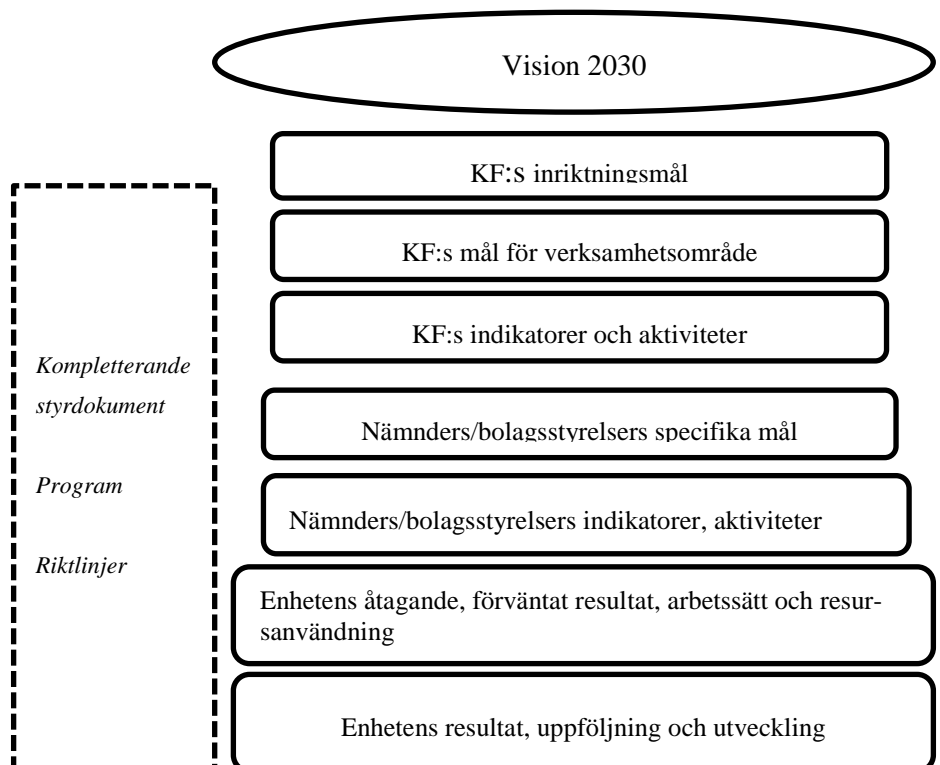 Vision 2030
KF:s inriktningsmål
KF:s mål för verksamhetsområde
KF:s indikatorer och aktiviteter
Kompletterande
styrdokument
Program
Riktlinjer
Nämnders/bolagsstyrelsers specifika mål
Nämnders/bolagsstyrelsers indikatorer, aktiviteter
Enhetens åtagande, förväntat resultat, arbetssätt och resur-
sanvändning
Enhetens resultat, uppföljning och utveckling